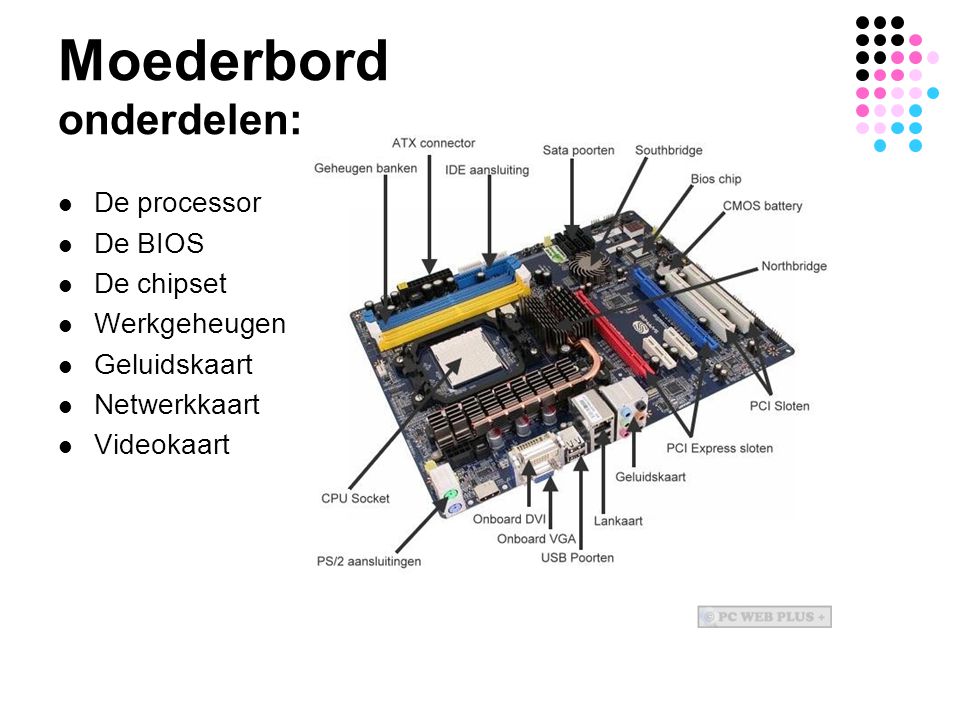 Moederbord
onderdelen:
De processor
De BIOS
De chipset
Werkgeheugen
Geluidskaart
Netwerkkaart
Videokaart
ATX connector
Geheugen banken
IDE aansluiting
Sata poorten
Southbridge
Bios chip
CMOS battery
Northbridge
PCI Sloten
PCI Express sloten
Geluidskaart
Lankaart
USB Poorten
Onboard VGA
Onboard DVI
CPU Socket
PS/2 aansluitingen
© PC WEB PLUS +